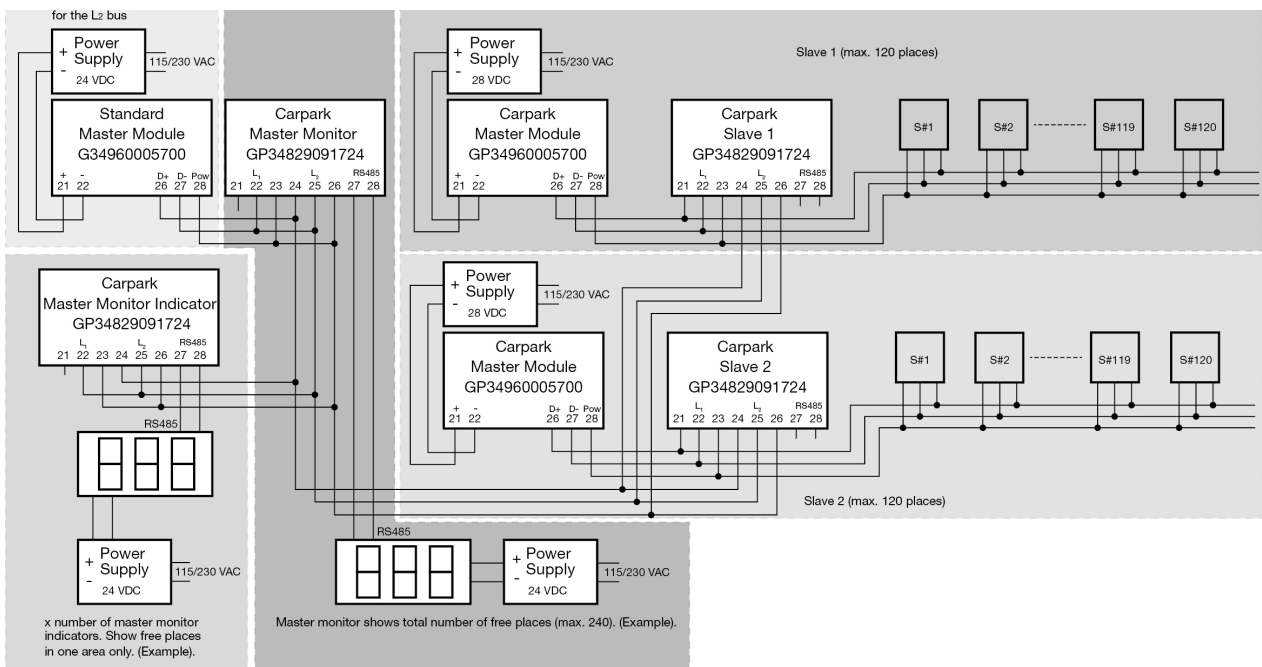 for the L2 bus
+ Power
Supply
- 24 VDC
115/230 VAC
Standard
Master Module
G34960005700
+ - D+ D- Pow
21 22 26 27 28
Carpark
Master Monitor
GP34829091724
L1 L2 RS485
21 22 23 24 25 26 27 28
Slave 1 (max. 120 places)
+ Power
Supply
- 28 VDC
115/230 VAC
Carpark
Master Module
GP34960005700
+ - D+ D- Pow
21 22 26 27 28
Carpark
Slave 1
GP34829091724
L1 L2 RS485
21 22 23 24 25 26 27 28
S#1 S#2 S#119 S#120
Carpark
Master Monitor Indicator
GP34829091724
L1 L2 RS485
21 22 23 24 25 26 27 28
RS485
+ Power
Supply
- 24 VDC
115/230 VAC
x number of master monitor
indicators. Show free places
in one area only. (Example).
+ Power
Supply
- 28 VDC
115/230 VAC
Carpark
Master Module
GP34960005700
+ - D+ D- Pow
21 22 26 27 28
Carpark
Slave 2
GP34829091724
L1 L2 RS485
21 22 23 24 25 26 27 28
S#1 S#2 S#119 S#120
Slave 2 (max. 120 places)
RS485
+ Power
Supply
- 24 VDC
115/230 VAC
Master monitor shows total number of free places (max. 240). (Example).